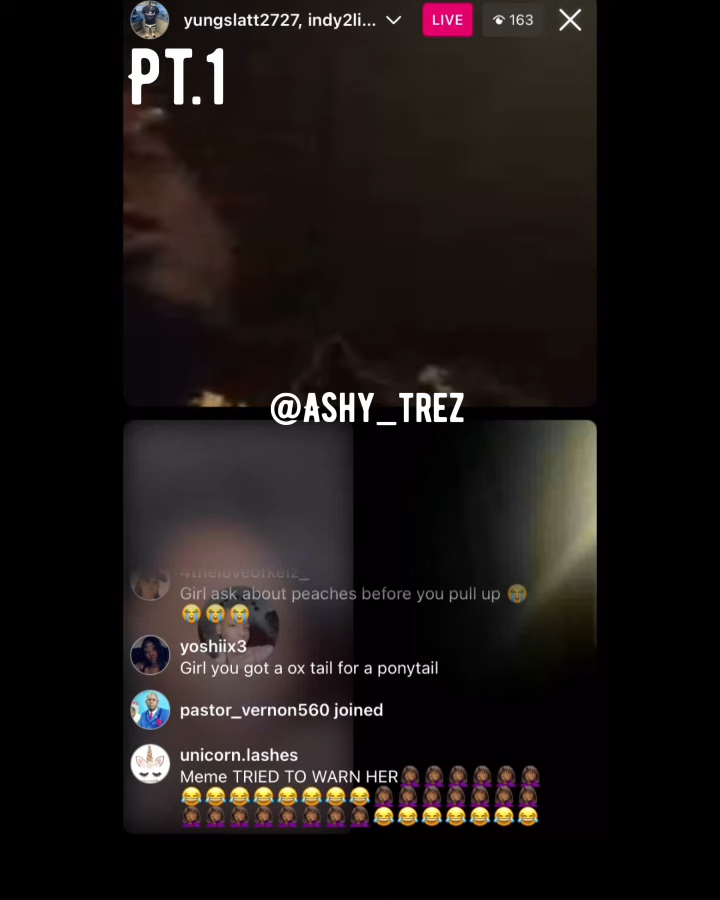 yungslatt2727, indy2li... LIVE 163
PT.1
@ASHY_TREZ
4theloveofkelz_
Girl ask about peaches before you pull up 😭
😭😭😭
yoshiix3
Girl you got a ox tail for a ponytail
pastor_vernon560 joined
unicorn.lashes
Meme TRIED TO WARN HER🤦🏾‍♀️🤦🏾‍♀️🤦🏾‍♀️🤦🏾‍♀️🤦🏾‍♀️🤦🏾‍♀️
😂😂😂😂😂😂😂😂🤦🏾‍♀️🤦🏾‍♀️🤦🏾‍♀️🤦🏾‍♀️🤦🏾‍♀️🤦🏾‍♀️🤦🏾‍♀️
🤦🏾‍♀️🤦🏾‍♀️🤦🏾‍♀️🤦🏾‍♀️🤦🏾‍♀️🤦🏾‍♀️🤦🏾‍♀️🤦🏾‍♀️😂😂😂😂😂😂😂